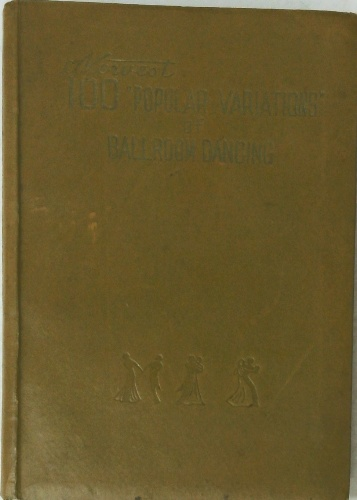 100 POPULAR VARIATIONS
OF
BALLROOM DANCING